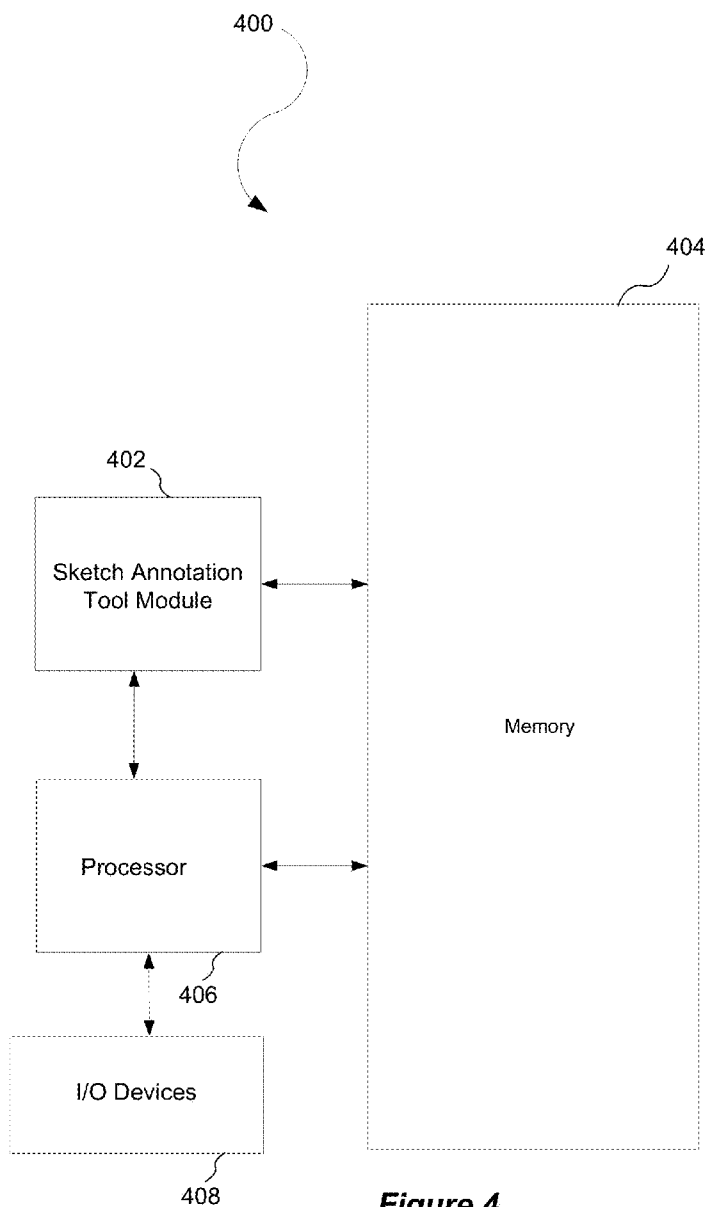 400
404
402
Sketch Annotation
Tool Module
Memory
Processor
406
I/O Devices
408
Figure 4